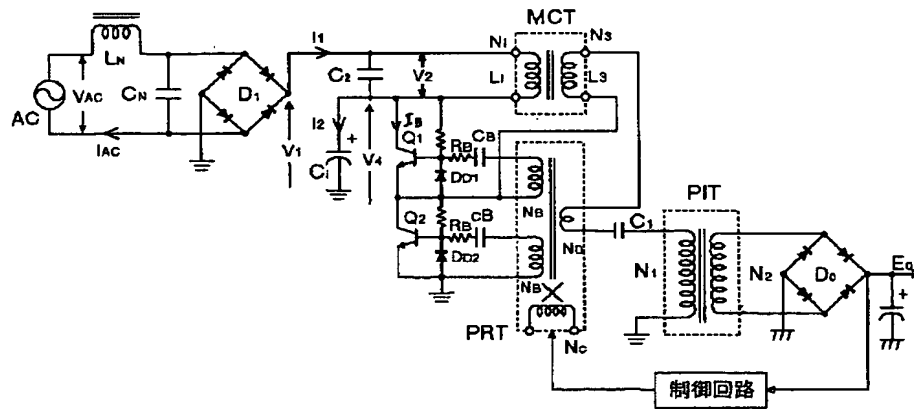 MCT
I1
N1
N3
LN
C2
V2
L1
L3
VAC
CN
D1
AC
I2
+
IB
Q1
CB
RB
IAC
V1
Ci
V4
DD1
PIT
NB
Q2
RB
CB
C1
ND
DD2
N1
N2
D0
E0
+
NB
PRT
NC
制御回路